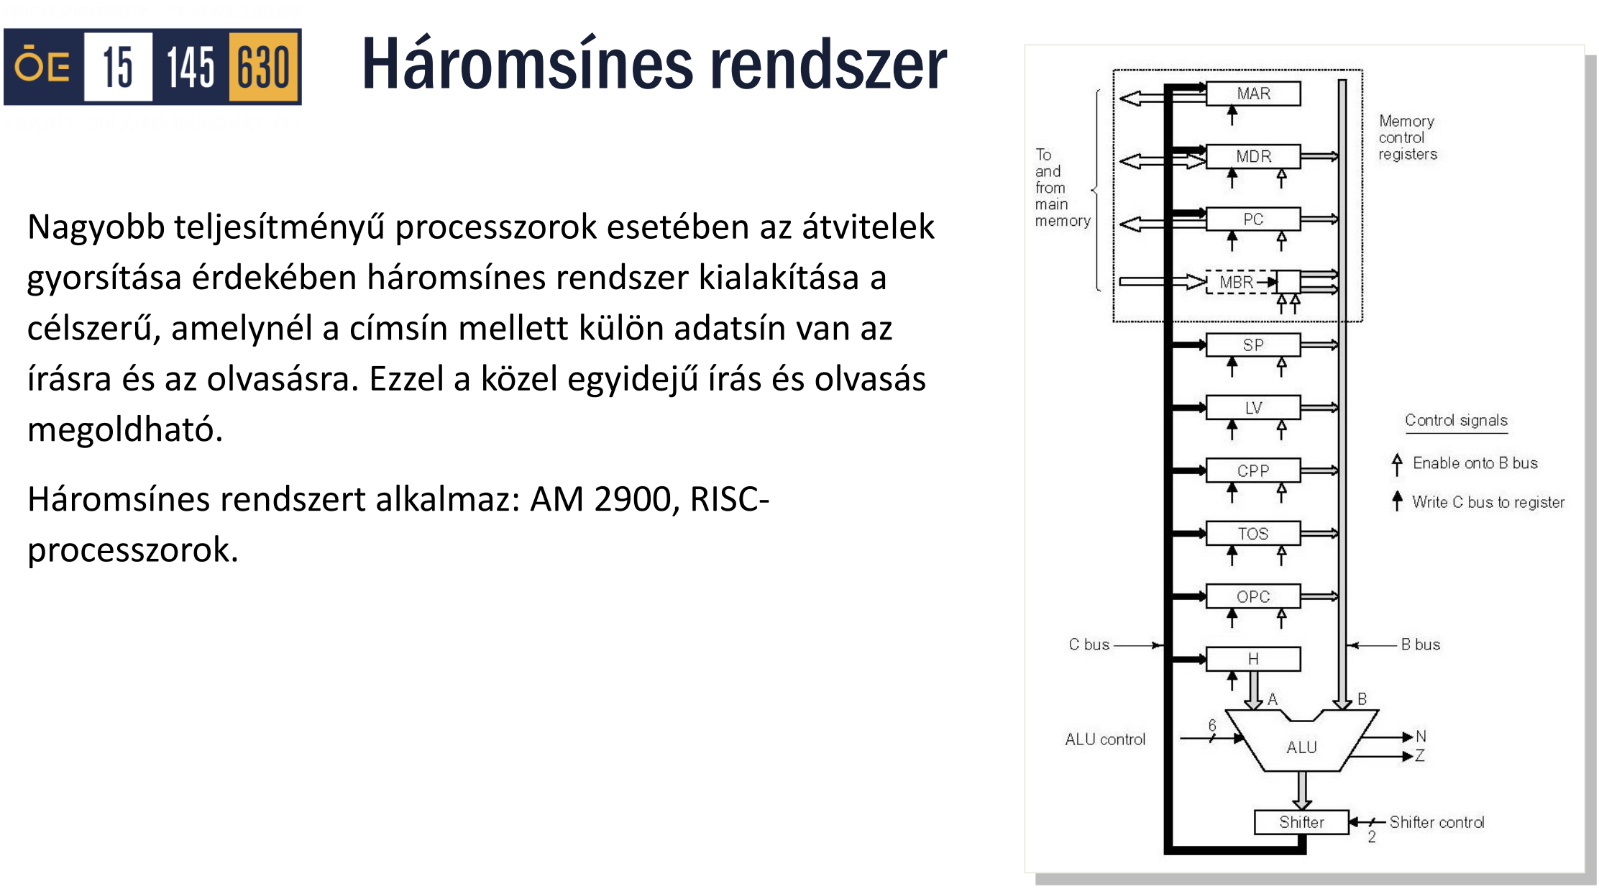 ŌE 15 145 630
Háromsínes rendszer
Nagyobb teljesítményű processzorok esetében az átvitelek
gyorsítása érdekében háromsínes rendszer kialakítása a
célszerű, amelynél a címsín mellett külön adatsín van az
írásra és az olvasásra. Ezzel a közel egyidejű írás és olvasás
megoldható.
Háromsínes rendszert alkalmaz: AM 2900, RISC-
processzorok.
MAR
Memory
control
registers
To
and
from
main
memory
MDR
PC
MBR
SP
LV
Control signals
Enable onto B bus
Write C bus to register
CPP
TOS
OPC
C bus
B bus
H
A
B
6
ALU control
ALU
N
Z
Shifter
Shifter control
2